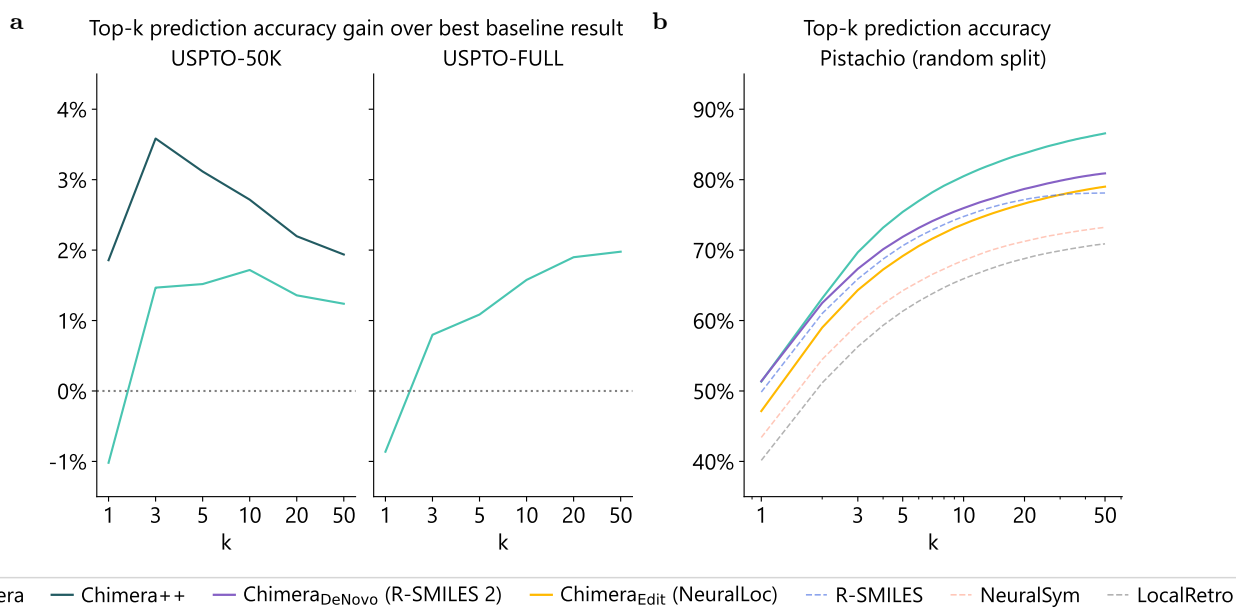 a
Top-k prediction accuracy gain over best baseline result
USPTO-50K
USPTO-FULL
4%
3%
2%
1%
0%
-1%
1 3 5 10 20 50
k
1 3 5 10 20 50
k
b
Top-k prediction accuracy
Pistachio (random split)
90%
80%
70%
60%
50%
40%
1 3 5 10 20 50
k
era Chimera++ ChimeraDeNovo (R-SMILES 2) ChimeraEdit (NeuralLoc) R-SMILES NeuralSym LocalRetro